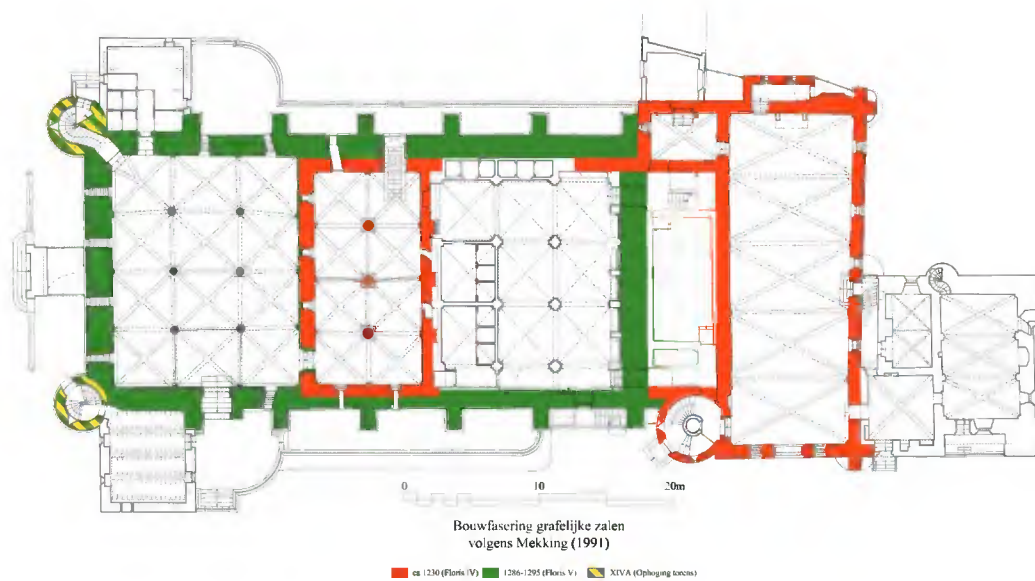 0 10 20m
Bouwfasering grafelijke zalen
volgens Mekking (1991)
ca 1230 (Floris IV) 1286-1295 (Floris V) XIVA (Ophoging torens)